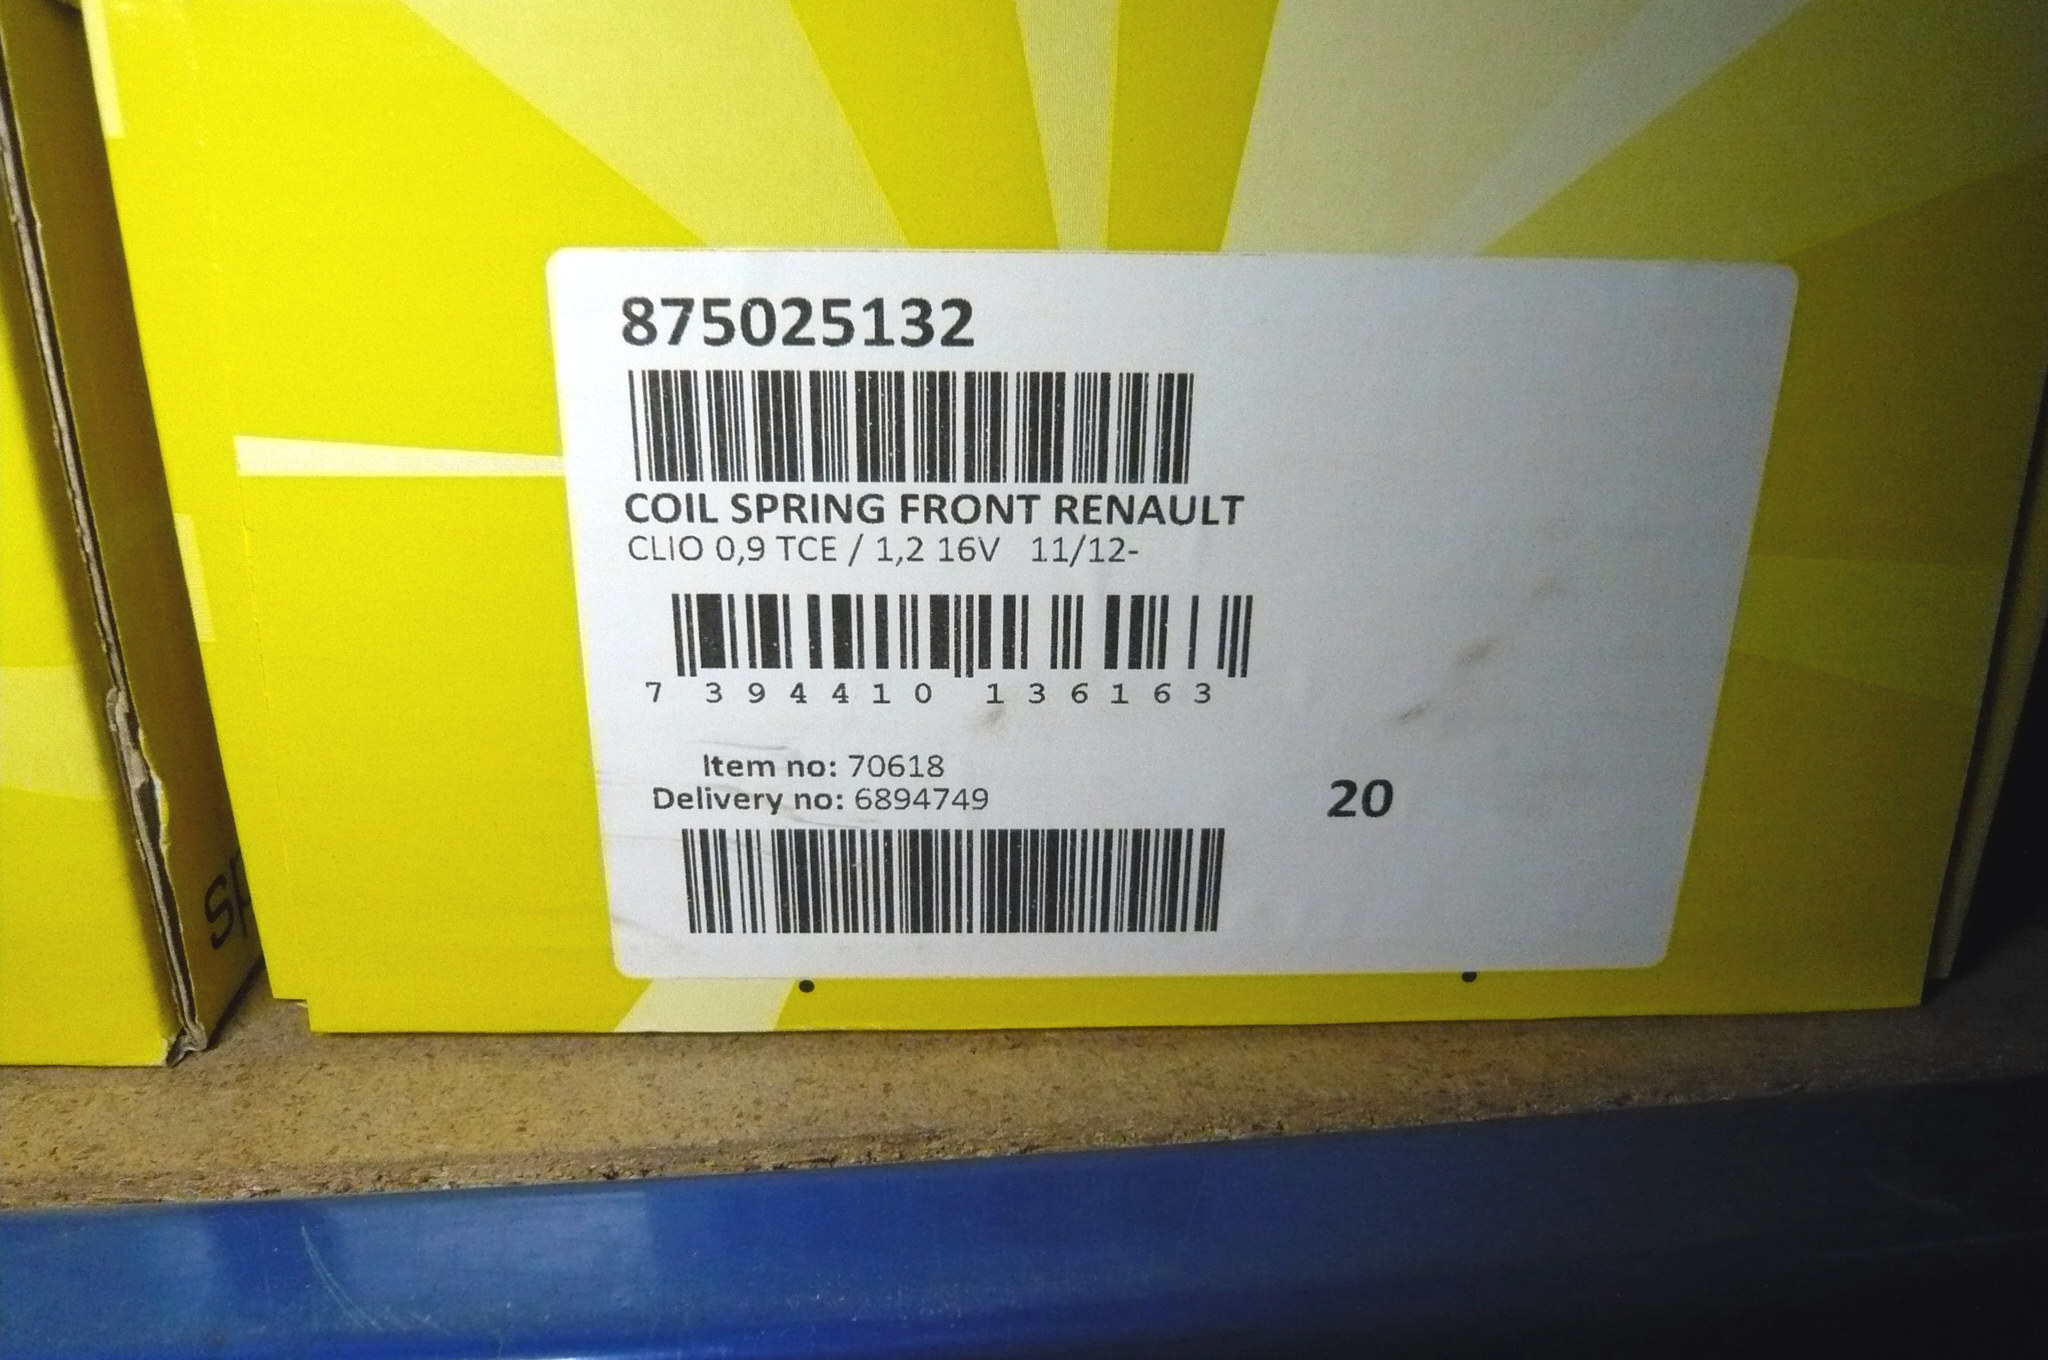 875025132
COIL SPRING FRONT RENAULT
CLIO 0,9 TCE / 1,2 16V 11/12-
7 394410 136163
Item no: 70618
Delivery no: 6894749
20